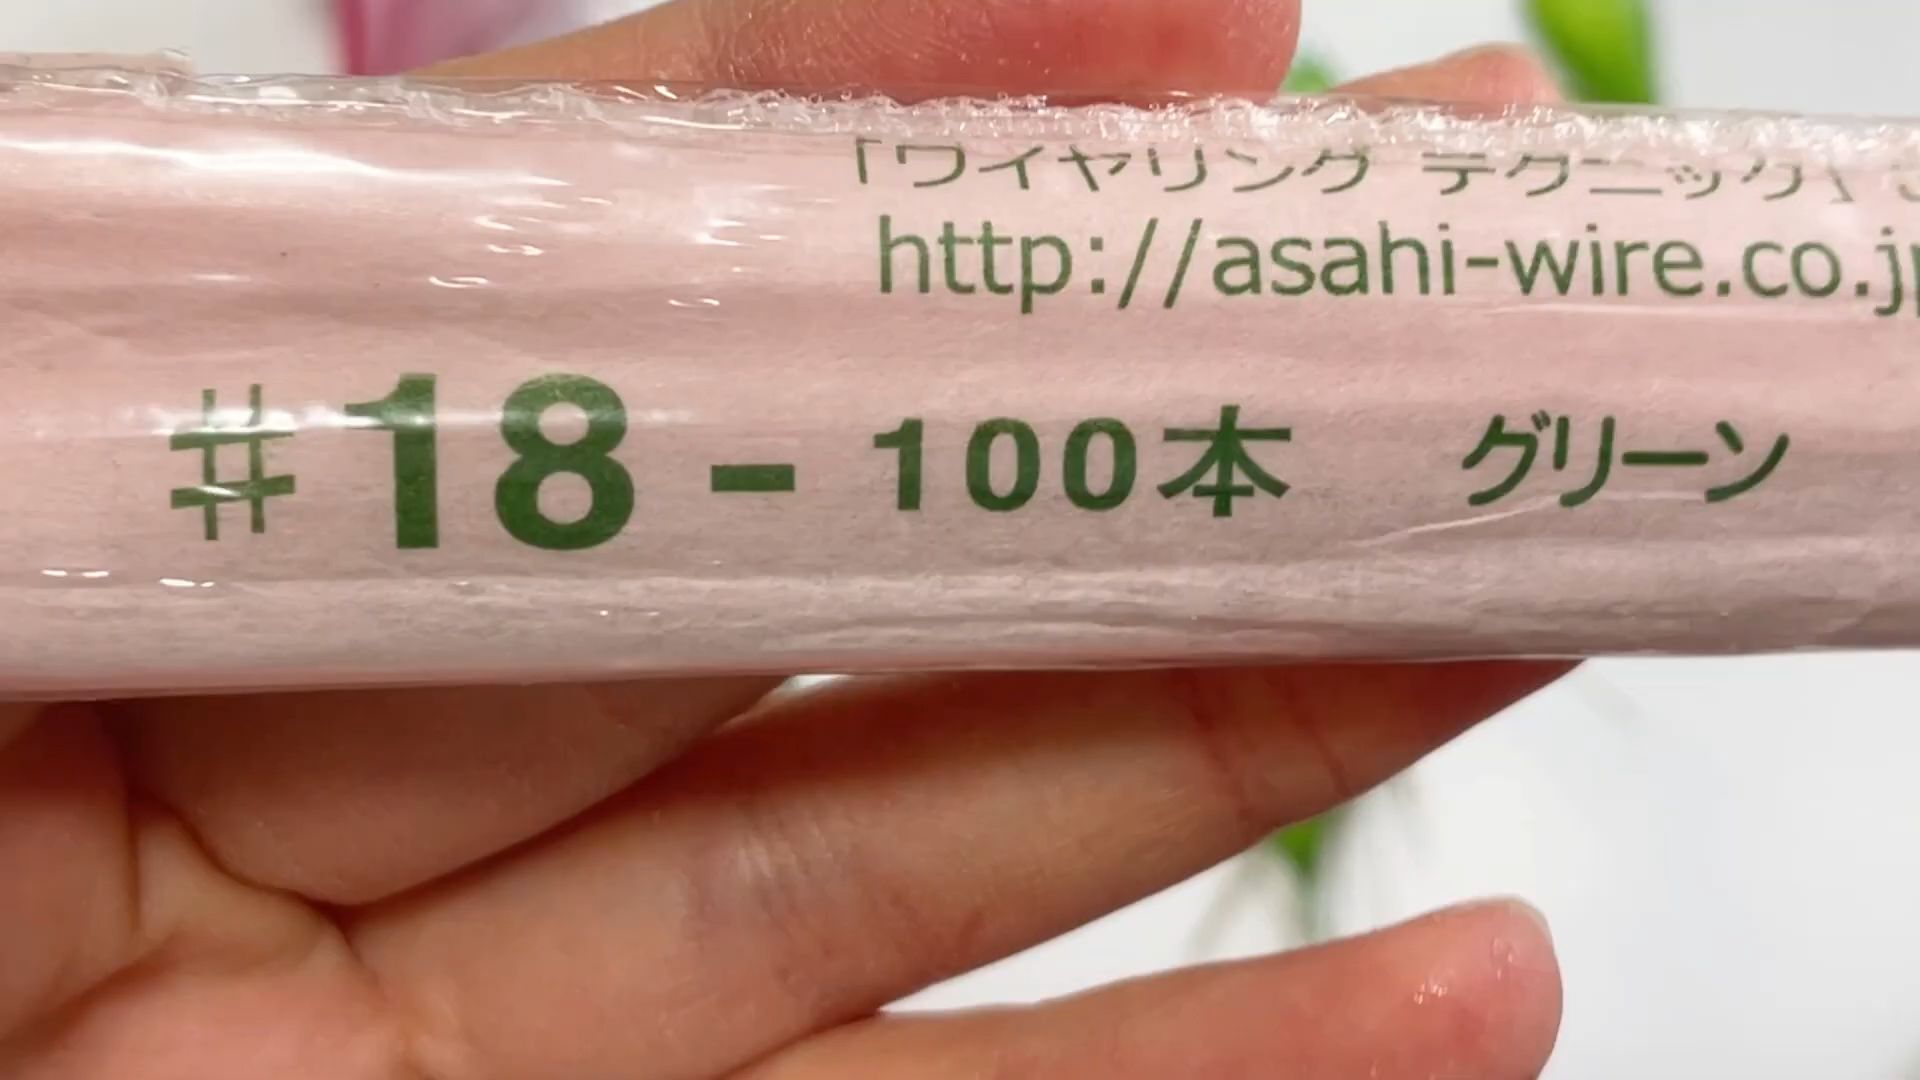 「ワイヤリング テクニック」
http://asahi-wire.co.jp
#18-100本 グリーン